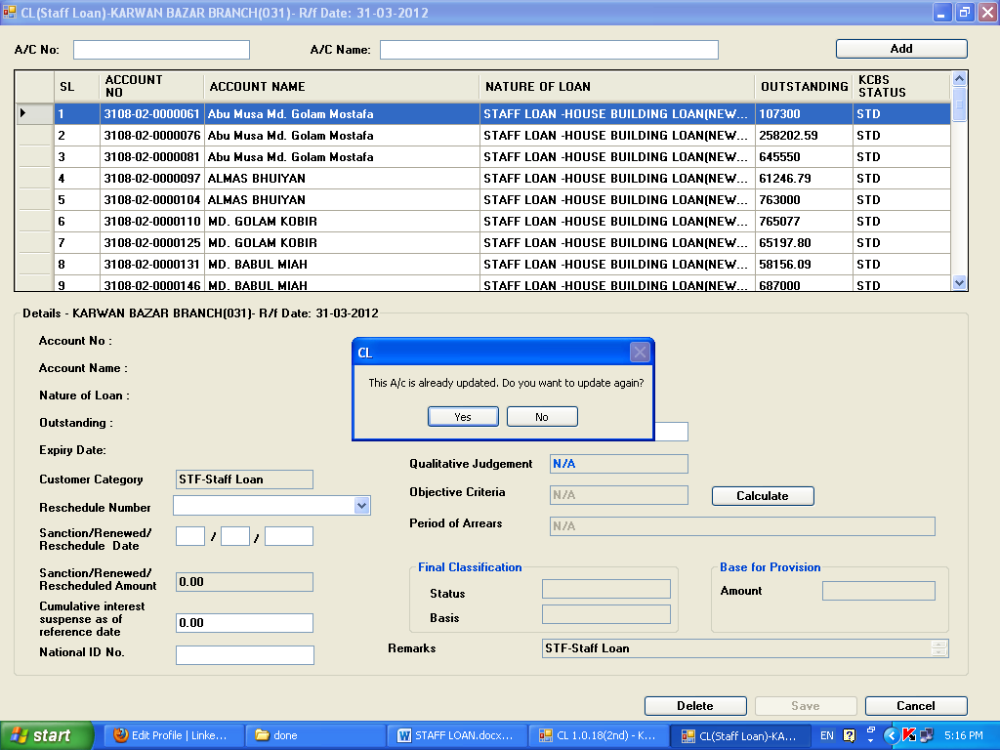 CL(Staff Loan)-KARWAN BAZAR BRANCH(031)- R/f Date: 31-03-2012
A/C No: A/C Name: Add
SL ACCOUNT NO ACCOUNT NAME NATURE OF LOAN OUTSTANDING KCBS STATUS
1 3108-02-0000061 Abu Musa Md. Golam Mostafa STAFF LOAN -HOUSE BUILDING LOAN(NEW... 107300 STD
2 3108-02-0000076 Abu Musa Md. Golam Mostafa STAFF LOAN -HOUSE BUILDING LOAN(NEW... 258202.59 STD
3 3108-02-0000081 Abu Musa Md. Golam Mostafa STAFF LOAN -HOUSE BUILDING LOAN(NEW... 645550 STD
4 3108-02-0000097 ALMAS BHUIYAN STAFF LOAN -HOUSE BUILDING LOAN(NEW... 61246.79 STD
5 3108-02-0000104 ALMAS BHUIYAN STAFF LOAN -HOUSE BUILDING LOAN(NEW... 763000 STD
6 3108-02-0000110 MD. GOLAM KOBIR STAFF LOAN -HOUSE BUILDING LOAN(NEW... 765077 STD
7 3108-02-0000125 MD. GOLAM KOBIR STAFF LOAN -HOUSE BUILDING LOAN(NEW... 65197.80 STD
8 3108-02-0000131 MD. BABUL MIAH STAFF LOAN -HOUSE BUILDING LOAN(NEW... 58156.09 STD
9 3108-02-0000146 MD. BABUL MIAH STAFF LOAN -HOUSE BUILDING LOAN(NEW... 687000 STD
Details - KARWAN BAZAR BRANCH(031)- R/f Date: 31-03-2012
Account No :
Account Name :
Nature of Loan :
Outstanding :
Expiry Date:
CL
This A/c is already updated. Do you want to update again?
Yes No
Customer Category STF-Staff Loan
Reschedule Number
Sanction/Renewed/
Reschedule Date / /
Sanction/Renewed/
Rescheduled Amount 0.00
Cumulative interest
suspense as of
reference date 0.00
National ID No.
Qualitative Judgement N/A
Objective Criteria N/A Calculate
Period of Arrears N/A
Final Classification
Status
Basis
Base for Provision
Amount
Remarks STF-Staff Loan
Delete Save Cancel
start Edit Profile | Linke... done STAFF LOAN.docx... CL 1.0.18(2nd) - K... CL(Staff Loan)-KA... EN 5:16 PM